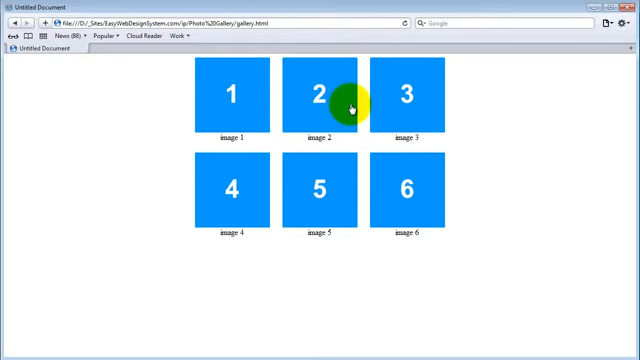 Untitled Document
file:///D:/_Sites/EasyWebDesignSystem.com/ip/Photo%20Gallery/gallery.html
Google
News (88) Popular Cloud Reader Work
Untitled Document
1 2 3
image 1 image 2 image 3
4 5 6
image 4 image 5 image 6